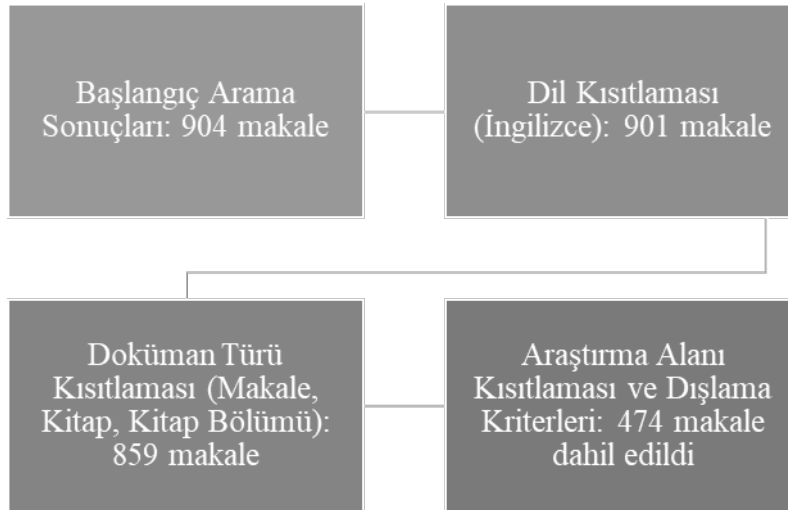 Başlangıç Arama
Sonuçları: 904 makale
Dil Kısıtlaması
(İngilizce): 901 makale
Doküman Türü
Kısıtlaması (Makale,
Kitap, Kitap Bölümü):
859 makale
Araştırma Alanı
Kısıtlaması ve Dışlama
Kriterleri: 474 makale
dahil edildi